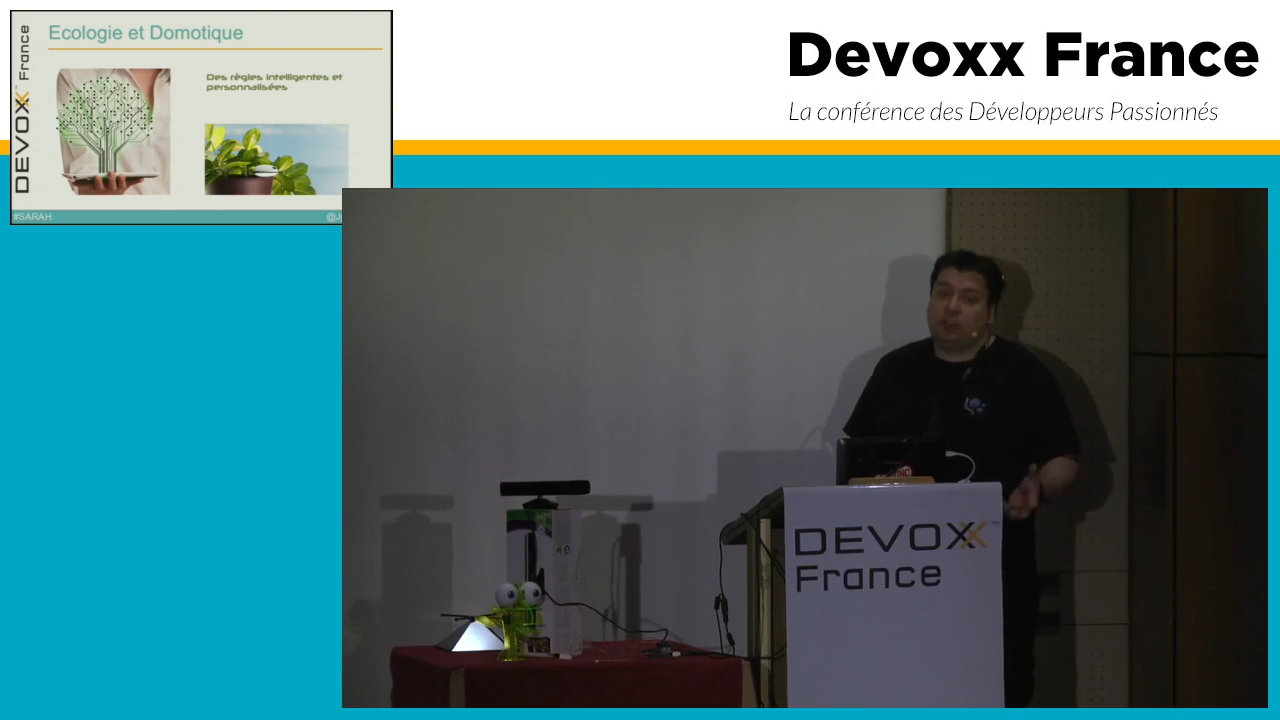 Ecologie et Domotique
DEVOXX France
Des règles intelligentes et
personnalisées
#SARAH
Devoxx France
La conférence des Développeurs Passionnés
DEVOXX™
France